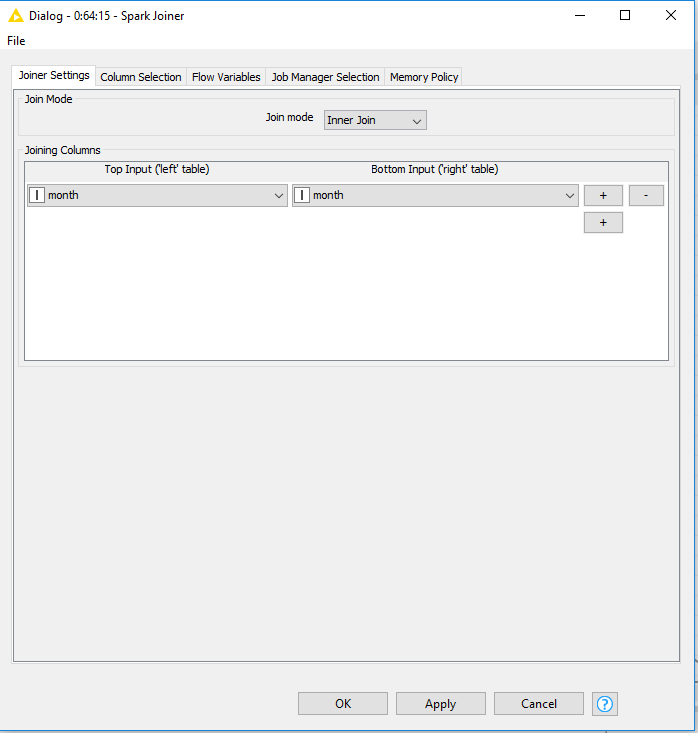 Dialog - 0:64:15 - Spark Joiner
File
Joiner Settings Column Selection Flow Variables Job Manager Selection Memory Policy
Join Mode
Join mode Inner Join
Joining Columns
Top Input ('left' table) Bottom Input ('right' table)
I month I month + -
+
OK Apply Cancel ?